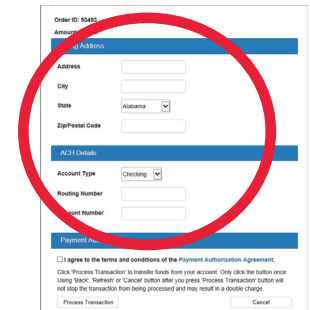 Order ID: 93493
Amount
Address
Address
City
State
Alabama
Zip/Postal Code
ACH Details
Account Type
Checking
Routing Number
Number
Payment
I agree to the terms and conditions of the Payment Authorization Agreement.
Click 'Process Transaction' to transfer funds from your account. Only click the button once.
Using 'Back', 'Refresh' or 'Cancel' button after you press 'Process Transaction' button will
not stop the transaction from being processed and may result in a double charge.
Process Transaction
Cancel